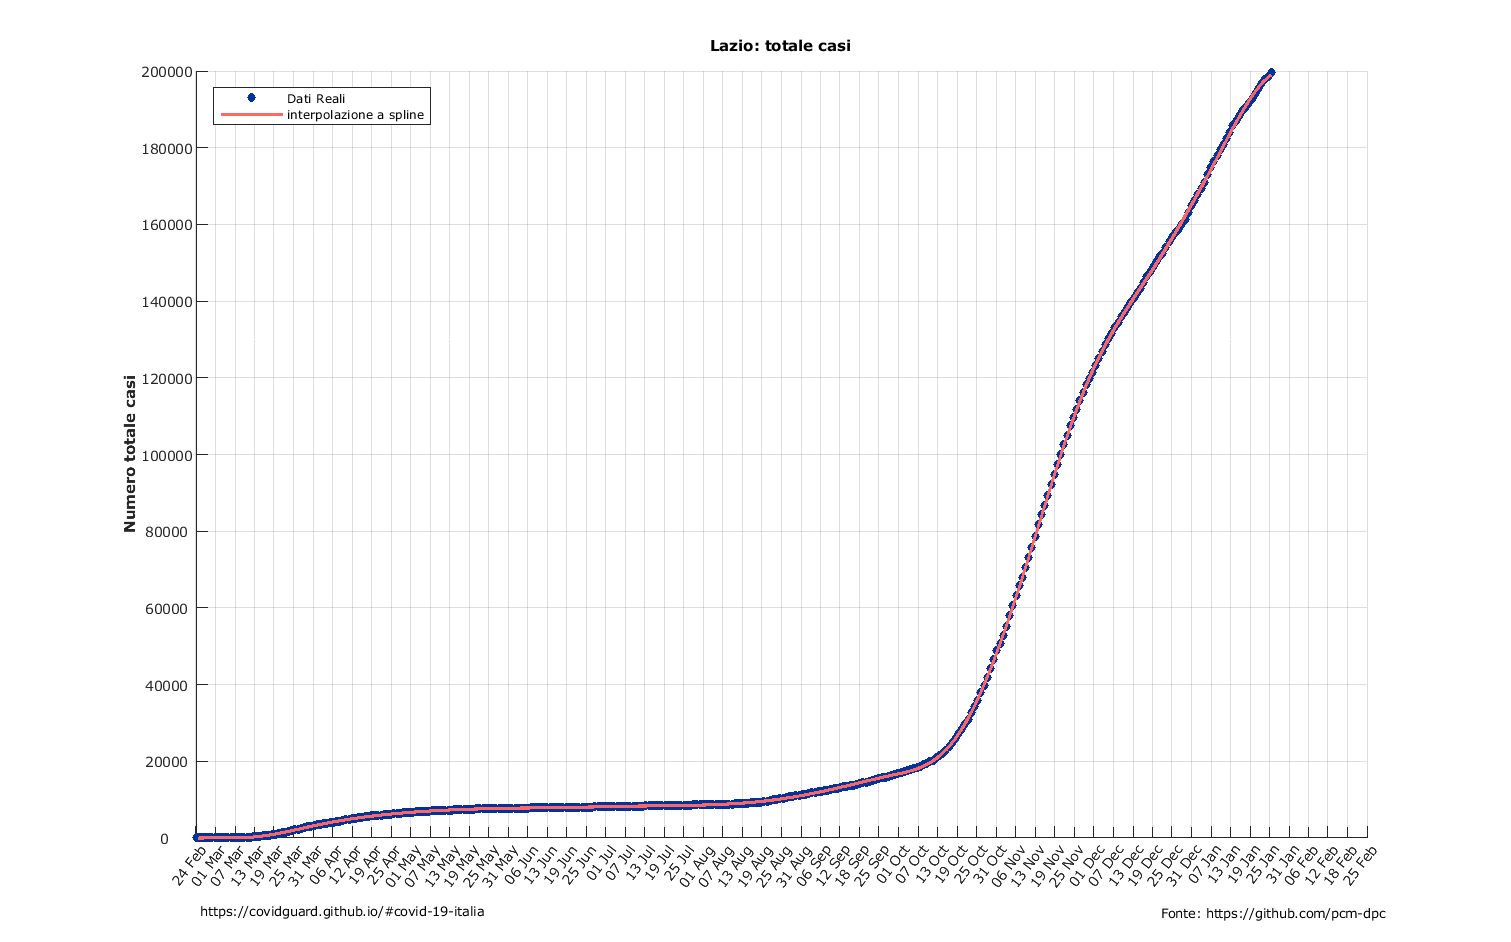 Lazio: totale casi
Dati Reali
interpolazione a spline
Numero totale casi
200000
180000
160000
140000
120000
100000
80000
60000
40000
20000
0
24 Feb
01 Mar
07 Mar
13 Mar
19 Mar
25 Mar
31 Mar
06 Apr
12 Apr
19 Apr
25 Apr
01 May
07 May
13 May
19 May
25 May
31 May
06 Jun
13 Jun
19 Jun
25 Jun
01 Jul
07 Jul
13 Jul
19 Jul
25 Jul
01 Aug
07 Aug
13 Aug
19 Aug
25 Aug
31 Aug
06 Sep
12 Sep
18 Sep
25 Sep
01 Oct
07 Oct
13 Oct
19 Oct
25 Oct
31 Oct
06 Nov
13 Nov
19 Nov
25 Dec
01 Dec
07 Dec
13 Dec
19 Dec
25 Dec
31 Dec
07 Jan
13 Jan
19 Jan
25 Jan
31 Jan
06 Feb
12 Feb
18 Feb
25 Feb
https://covidguard.github.io/#covid-19-italia
Fonte: https://github.com/pcm-dpc